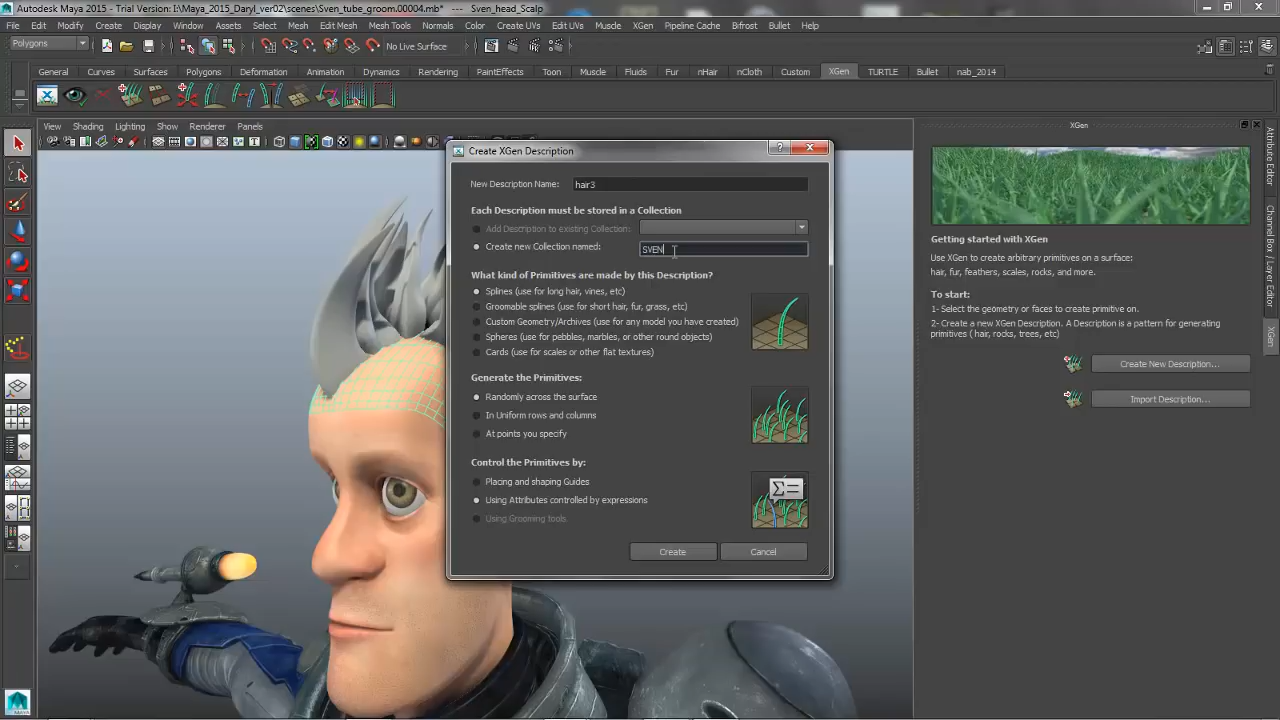 Autodesk Maya 2015 - Trial Version: I:\Maya_2015_Daryl_ver02\scenes\Sven_tube_groom.00004.mb* --- Sven_head_Scalp
File Edit Modify Create Display Window Assets Select Mesh Edit Mesh Mesh Tools Normals Color Create UVs Edit UVs Muscle XGen Pipeline Cache Bifrost Bullet Help
Polygons No Live Surface
General Curves Surfaces Polygons Deformation Animation Dynamics Rendering PaintEffects Toon Muscle Fluids Fur nHair nCloth Custom XGen TURTLE Bullet nab_2014
View Shading Lighting Show Renderer Panels
XGen
Create XGen Description
New Description Name: hair3
Each Description must be stored in a Collection
Add Description to existing Collection:
Create new Collection named: SVEN
What kind of Primitives are made by this Description?
Splines (use for long hair, vines, etc)
Groomable splines (use for short hair, fur, grass, etc)
Custom Geometry/Archives (use for any model you have created)
Spheres (use for pebbles, marbles, or other round objects)
Cards (use for scales or other flat textures)
Generate the Primitives:
Randomly across the surface
In Uniform rows and columns
At points you specify
Control the Primitives by:
Placing and shaping Guides
Using Attributes controlled by expressions
Using Grooming tools.
Create Cancel
Getting started with XGen
Use XGen to create arbitrary primitives on a surface:
hair, fur, feathers, scales, rocks, and more.
To start:
1- Select the geometry or faces to create primitive on.
2- Create a new XGen Description. A Description is a pattern for generating
primitives ( hair, rocks, trees, etc)
Create New Description...
Import Description...
Attribute Editor
Channel Box / Layer Editor
XGen